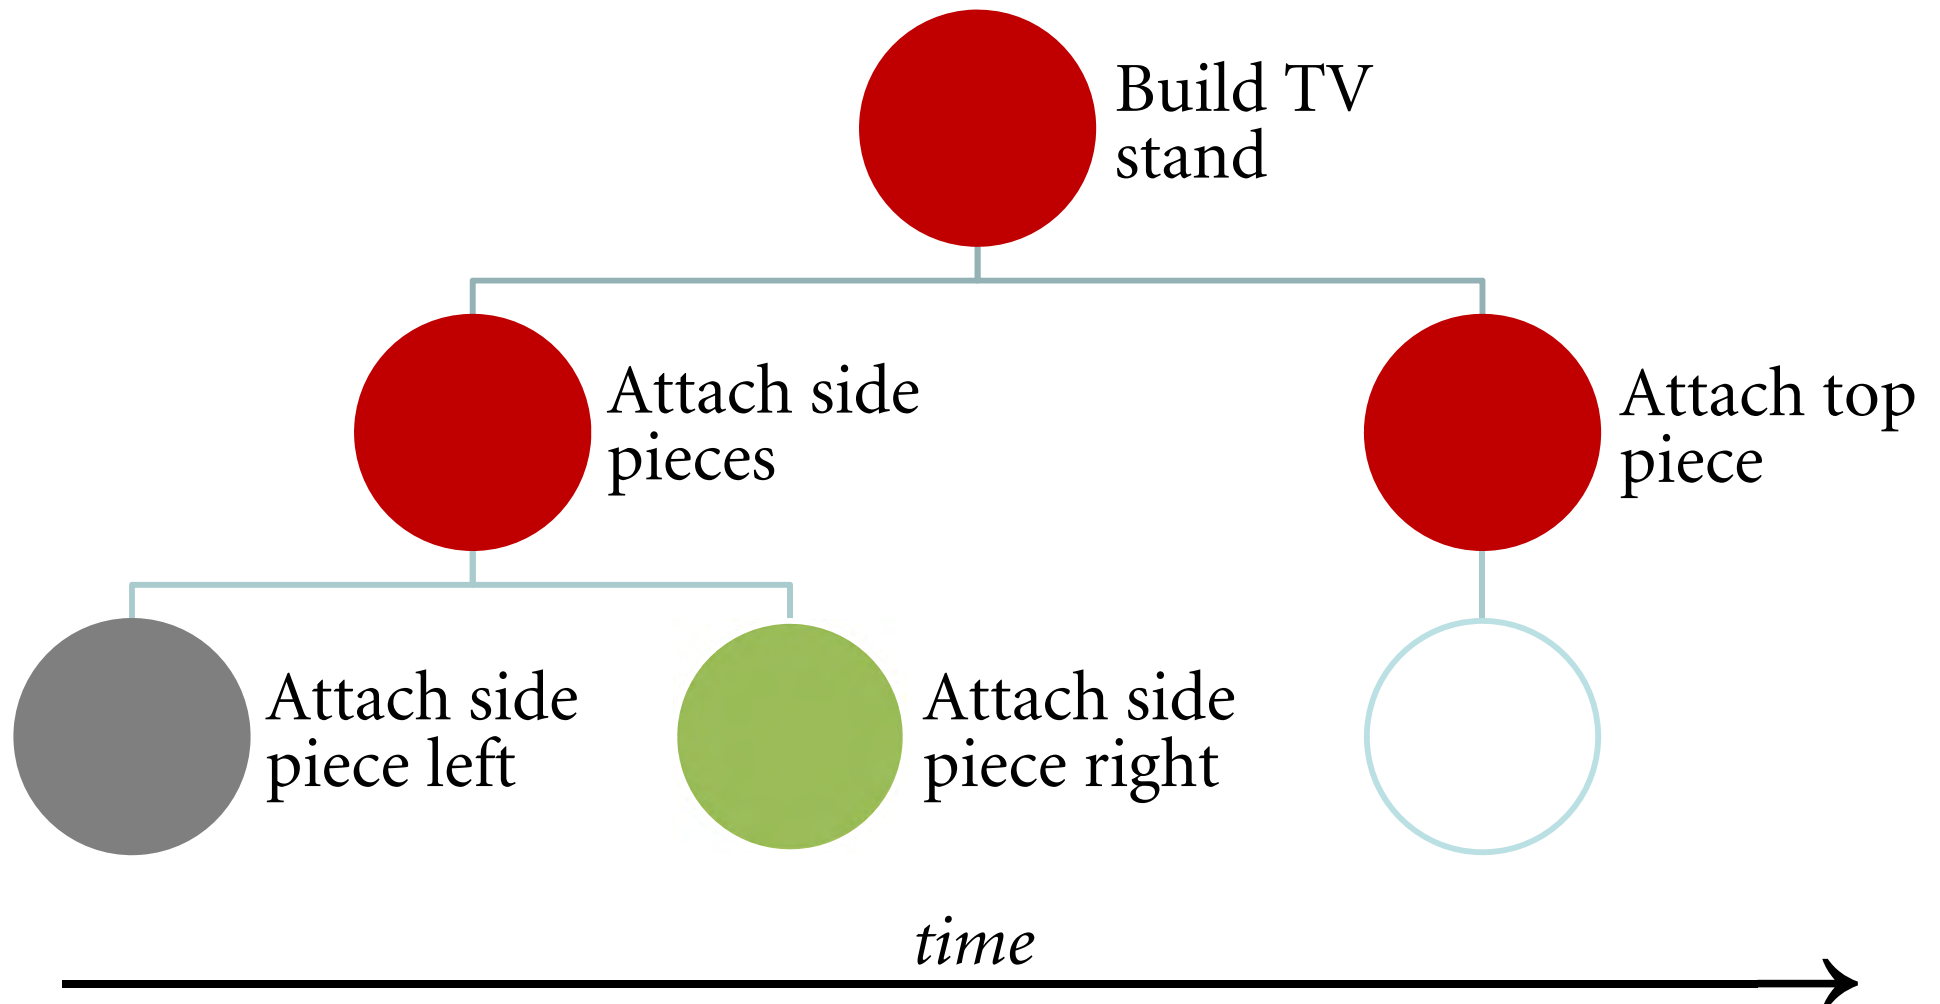 Build TV
stand
Attach side
pieces
Attach top
piece
Attach side
piece left
Attach side
piece right
time